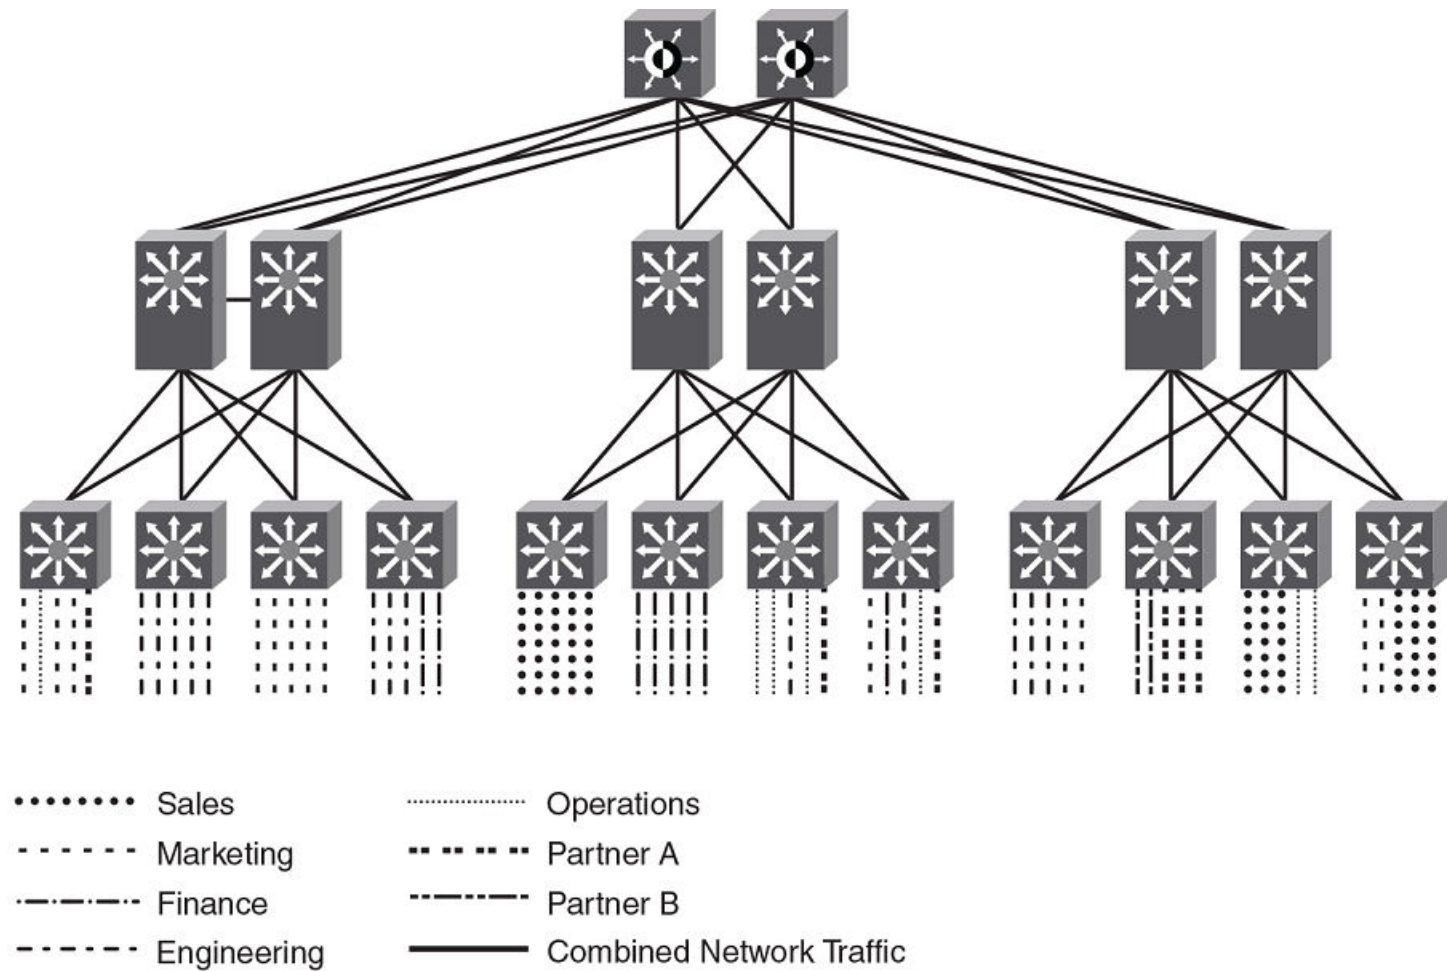 Sales
Operations
Marketing
Partner A
Finance
Partner B
Engineering
Combined Network Traffic